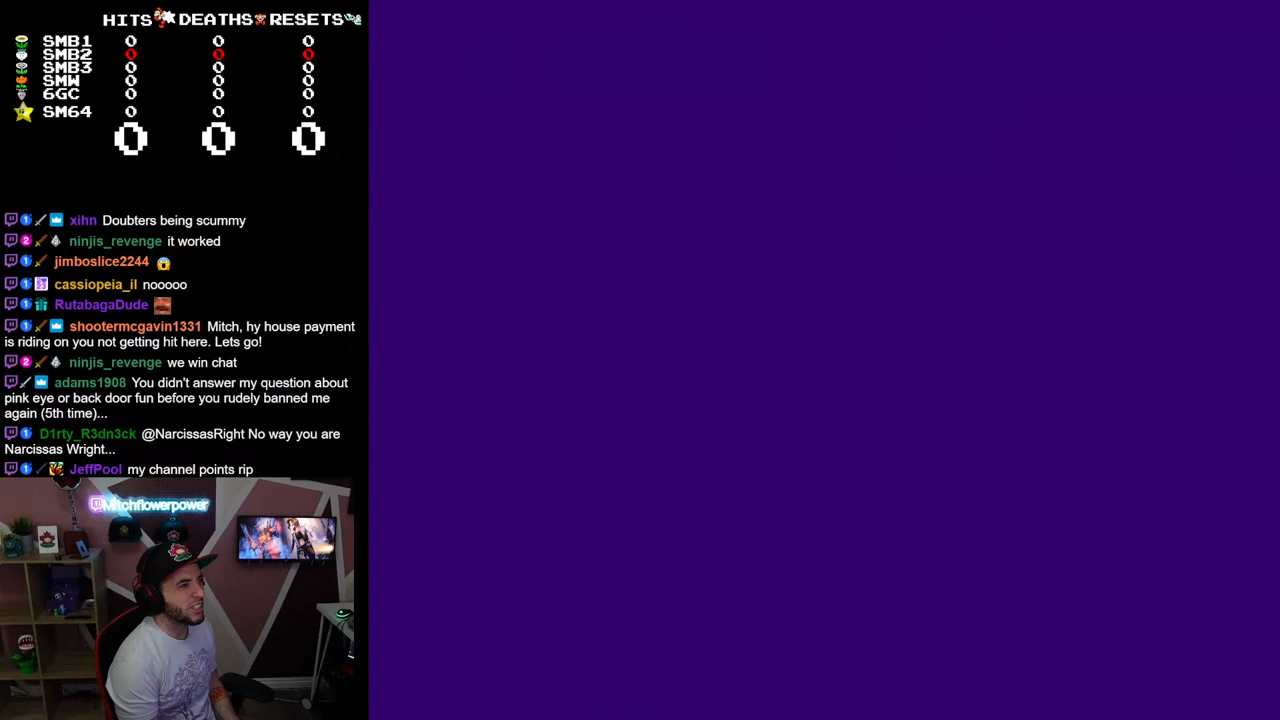 HITS DEATHS RESETS
SMB1 0 0 0
SMB2 0 0 0
SMB3 0 0 0
SMW 0 0 0
6GC 0 0 0
SM64 0 0 0
0 0 0
xihn Doubters being scummy
ninjis_revenge it worked
jimboslice2244
cassiopeia_il nooooo
RutabagaDude
shootermcgavin1331 Mitch, hy house payment
is riding on you not getting hit here. Lets go!
ninjis_revenge we win chat
adams1908 You didn't answer my question about
pink eye or back door fun before you rudely banned me
again (5th time)...
D1rty_R3dn3ck @NarcissasRight No way you are
Narcissas Wright...
JeffPool my channel points rip
Mitchflowerpower